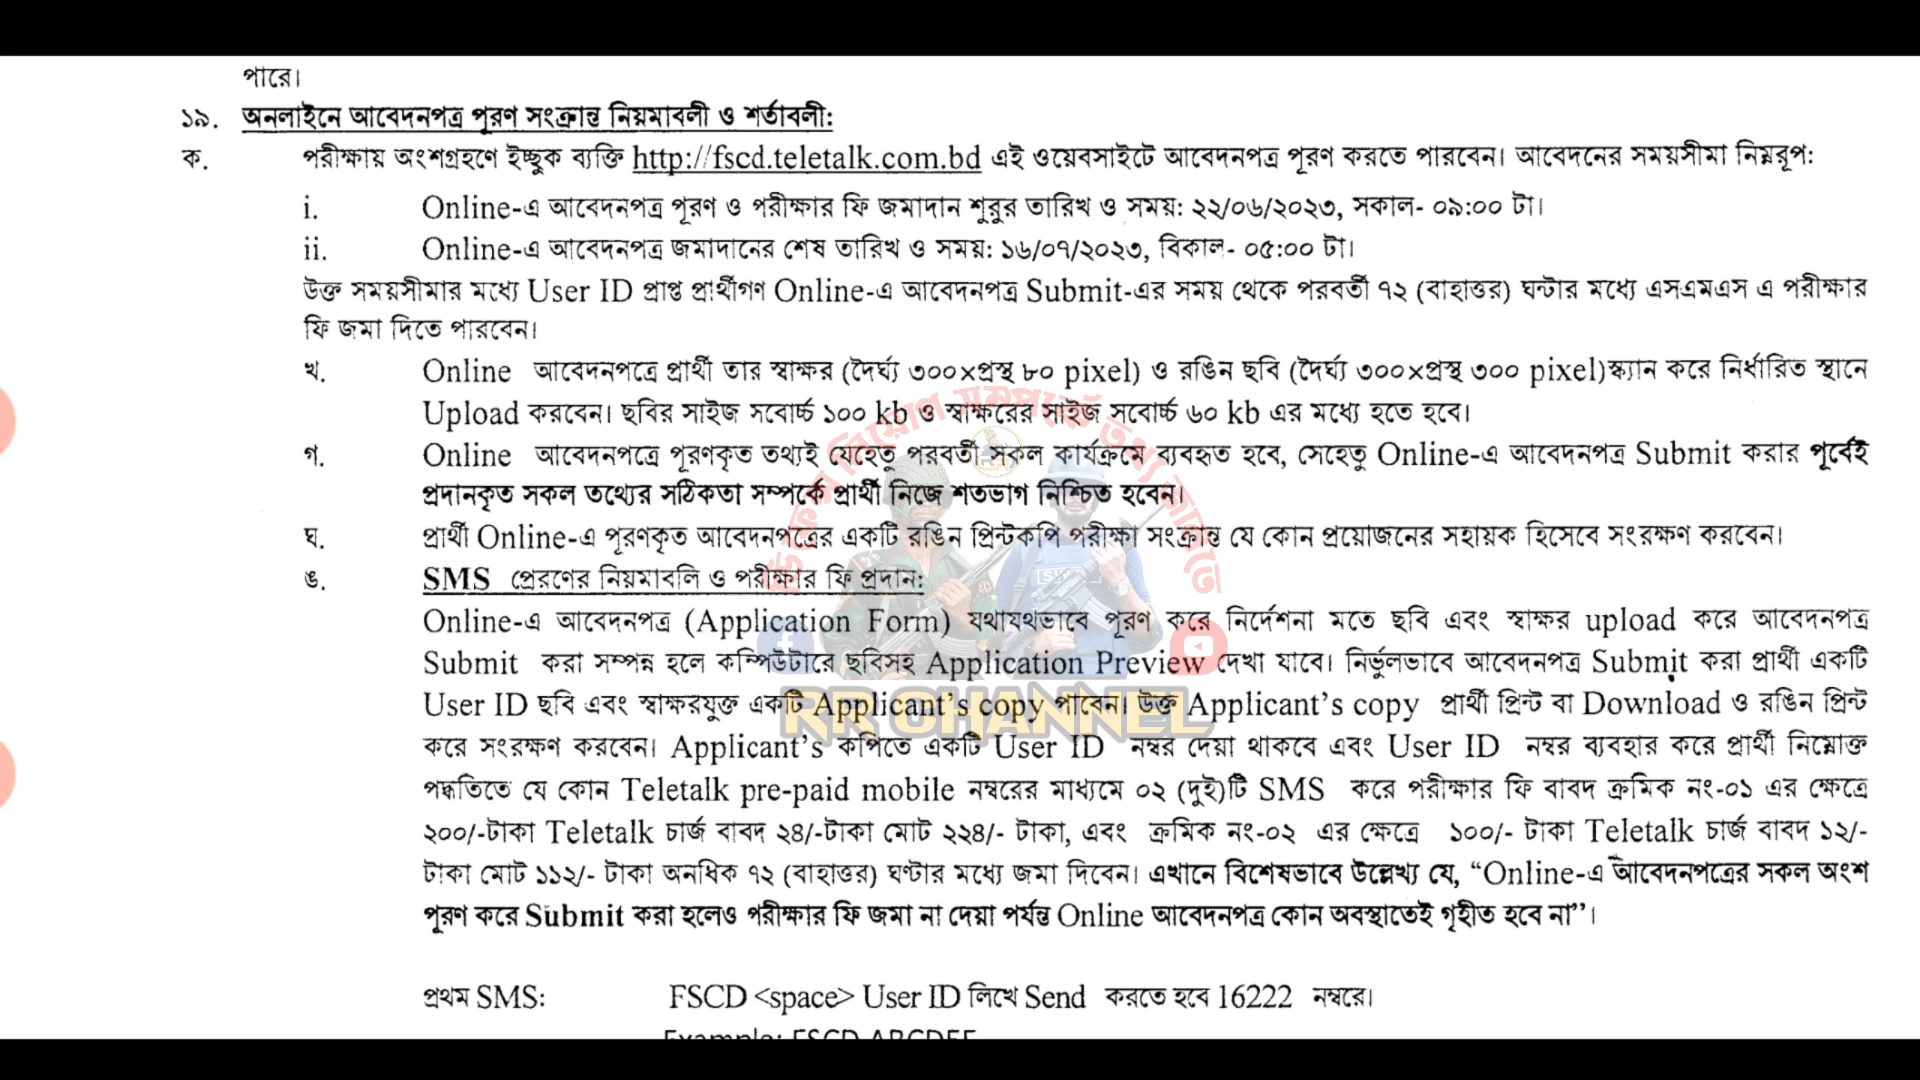 পারে।
১৯. অনলাইনে আবেদনপত্র পূরণ সংক্রান্ত নিয়মাবলী ও শর্তাবলী:
ক. পরীক্ষায় অংশগ্রহণে ইচ্ছুক ব্যক্তি http://fscd.teletalk.com.bd এই ওয়েবসাইটে আবেদনপত্র পূরণ করতে পারবেন। আবেদনের সময়সীমা নিম্নরূপ:
i. Online-এ আবেদনপত্র পূরণ ও পরীক্ষার ফি জমাদান শুরুর তারিখ ও সময়: ২২/০৬/২০২৩, সকাল- ০৯:০০ টা।
ii. Online-এ আবেদনপত্র জমাদানের শেষ তারিখ ও সময়: ১৬/০৭/২০২৩, বিকাল- ০৫:০০ টা।
উক্ত সময়সীমার মধ্যে User ID প্রাপ্ত প্রার্থীগণ Online-এ আবেদনপত্র Submit-এর সময় থেকে পরবর্তী ৭২ (বাহাত্তর) ঘন্টার মধ্যে এসএমএস এ পরীক্ষার
ফি জমা দিতে পারবেন।
খ. Online আবেদনপত্রে প্রার্থী তার স্বাক্ষর (দৈর্ঘ্য ৩০০×প্রস্থ ৮০ pixel) ও রঙিন ছবি (দৈর্ঘ্য ৩০০×প্রস্থ ৩০০ pixel)স্ক্যান করে নির্ধারিত স্থানে
Upload করবেন। ছবির সাইজ সবোর্চ্চ ১০০ kb ও স্বাক্ষরের সাইজ সবোর্চ্চ ৬০ kb এর মধ্যে হতে হবে।
গ. Online আবেদনপত্রে পূরণকৃত তথ্যই যেহেতু পরবর্তী সকল কার্যক্রমে ব্যবহৃত হবে, সেহেতু Online-এ আবেদনপত্র Submit করার পূর্বেই
প্রদানকৃত সকল তথ্যের সঠিকতা সম্পর্কে প্রার্থী নিজে শতভাগ নিশ্চিত হবেন।
ঘ. প্রার্থী Online-এ পূরণকৃত আবেদনপত্রের একটি রঙিন প্রিন্টকপি পরীক্ষা সংক্রান্ত যে কোন প্রয়োজনের সহায়ক হিসেবে সংরক্ষণ করবেন।
ঙ. SMS প্রেরণের নিয়মাবলি ও পরীক্ষার ফি প্রদান:
Online-এ আবেদনপত্র (Application Form) যথাযথভাবে পূরণ করে নির্দেশনা মতে ছবি এবং স্বাক্ষর upload করে আবেদনপত্র
Submit করা সম্পন্ন হলে কম্পিউটারে ছবিসহ Application Preview দেখা যাবে। নির্ভুলভাবে আবেদনপত্র Submit করা প্রার্থী একটি
User ID ছবি এবং স্বাক্ষরযুক্ত একটি Applicant's copy পাবেন। উক্ত Applicant's copy প্রার্থী প্রিন্ট বা Download ও রঙিন প্রিন্ট
করে সংরক্ষণ করবেন। Applicant's কপিতে একটি User ID নম্বর দেয়া থাকবে এবং User ID নম্বর ব্যবহার করে প্রার্থী নিম্নোক্ত
পদ্ধতিতে যে কোন Teletalk pre-paid mobile নম্বরের মাধ্যমে ০২ (দুই)টি SMS করে পরীক্ষার ফি বাবদ ক্রমিক নং-০১ এর ক্ষেত্রে
২০০/-টাকা Teletalk চার্জ বাবদ ২৪/-টাকা মোট ২২৪/- টাকা, এবং ক্রমিক নং-০২ এর ক্ষেত্রে ১০০/- টাকা Teletalk চার্জ বাবদ ১২/-
টাকা মোট ১১২/- টাকা অনধিক ৭২ (বাহাত্তর) ঘণ্টার মধ্যে জমা দিবেন। এখানে বিশেষভাবে উল্লেখ্য যে, “Online-এ আবেদনপত্রের সকল অংশ
পূরণ করে Submit করা হলেও পরীক্ষার ফি জমা না দেয়া পর্যন্ত Online আবেদনপত্র কোন অবস্থাতেই গৃহীত হবে না”।
প্রথম SMS: FSCD <space> User ID লিখে Send করতে হবে 16222 নম্বরে।
Example: FSCD ABCDEF
ডিফেন্স নিয়োগ সম্পর্কে তথ্য জানতে
RR CHANNEL